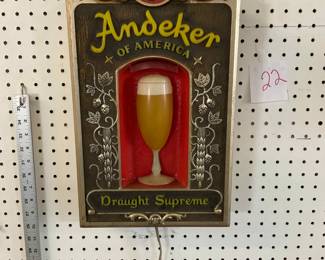 Andeker
OF AMERICA
22
Draught Supreme